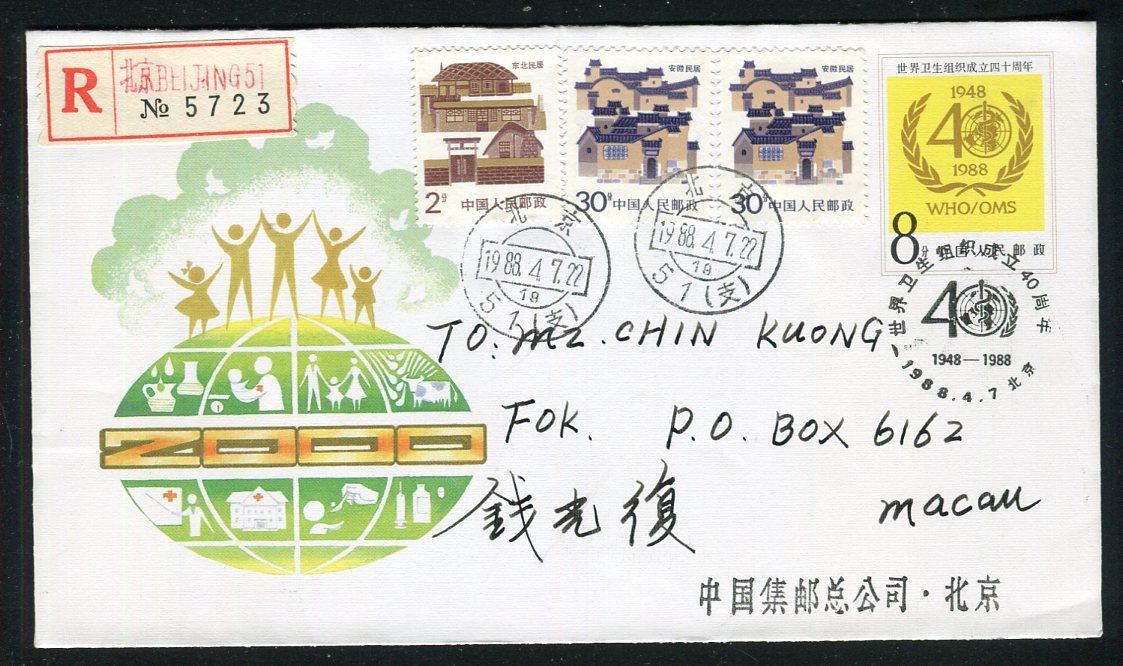 R 北京BEIJING51
№ 5723
东北民居
2分 中国人民邮政
安徽民居
30分 中国人民邮政
安徽民居
30分 中国人民邮政
世界卫生组织成立四十周年
1948
40
1988
WHO/OMS
8分 中国人民邮政
北京
1988.4.7.22
19
51(支)
北京
1988.4.7.22
19
51(支)
世界卫生组织成立40周年
40
1948—1988
1988.4.7 北京
2000
TO: MZ. CHIN KUONG
FOK. P.O. BOX 6162
錢光復 macau
中国集邮总公司·北京